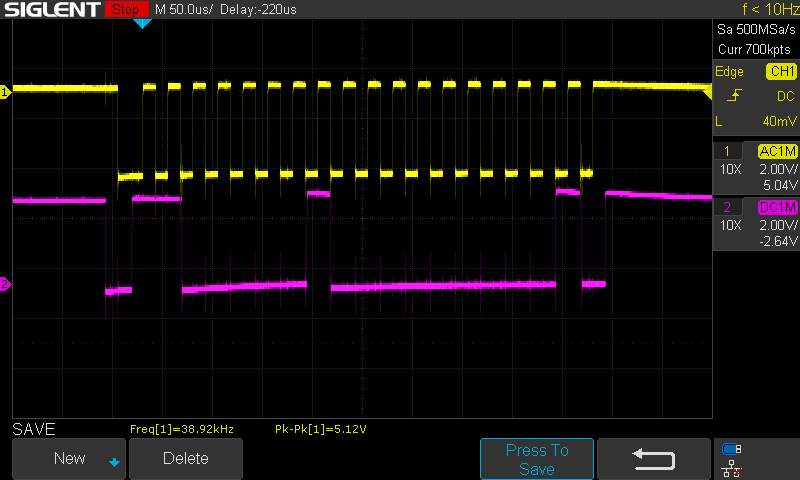 SIGLENT Stop M 50.0us/ Delay:-220us f < 10Hz
Sa 500MSa/s
Curr 700kpts
Edge CH1
DC
L 40mV
1 AC1M
10X 2.00V/
5.04V
2 DC1M
10X 2.00V/
-2.64V
1
2
SAVE Freq[1]=38.92kHz Pk-Pk[1]=5.12V
New Delete Press To
Save